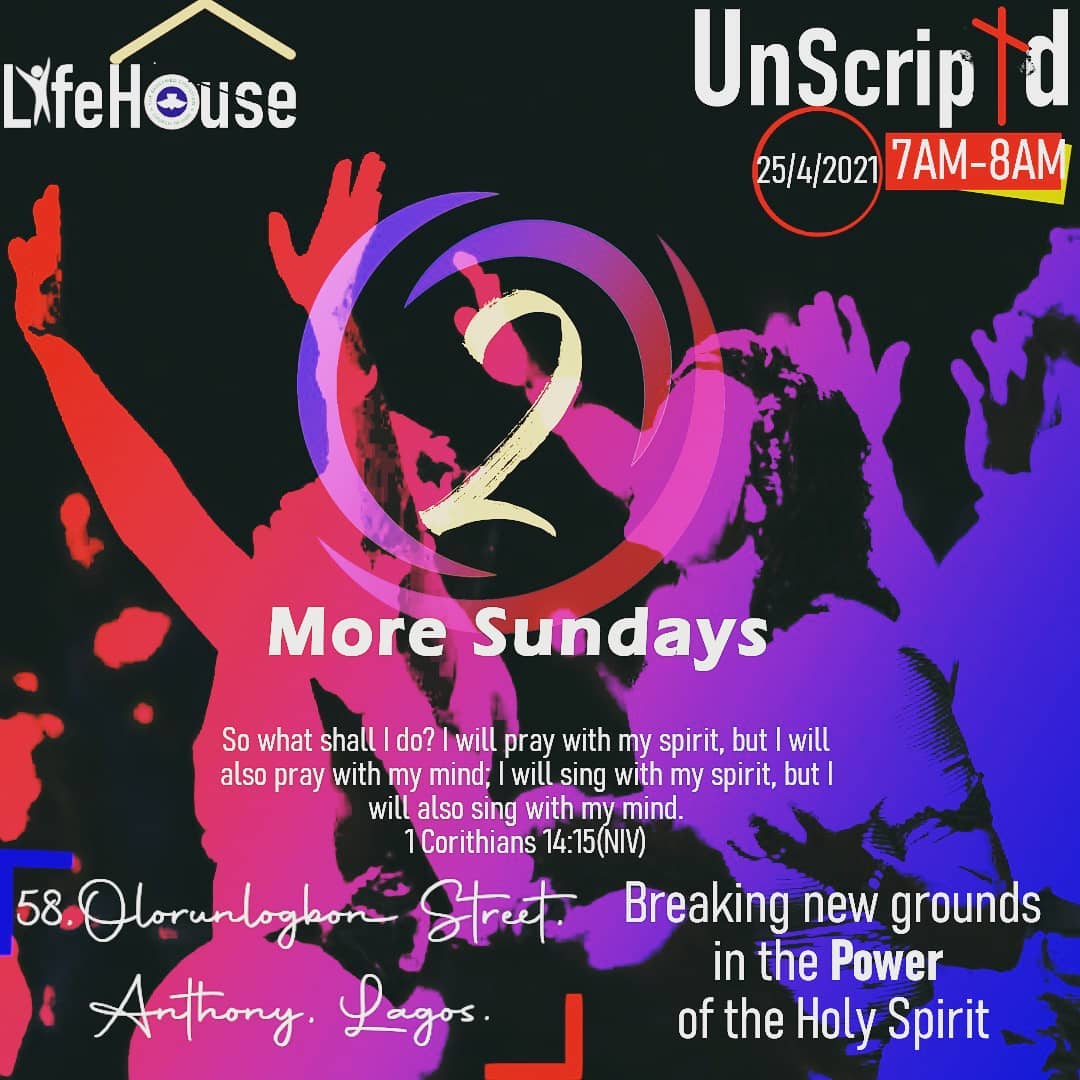 LifeHouse
UnScriptd
25/4/2021
7AM-8AM
2
More Sundays
So what shall I do? I will pray with my spirit, but I will
also pray with my mind; I will sing with my spirit, but I
will also sing with my mind.
1 Corithians 14:15(NIV)
58. Olorunlogbon Street.
Anthony. Lagos.
Breaking new grounds
in the Power
of the Holy Spirit